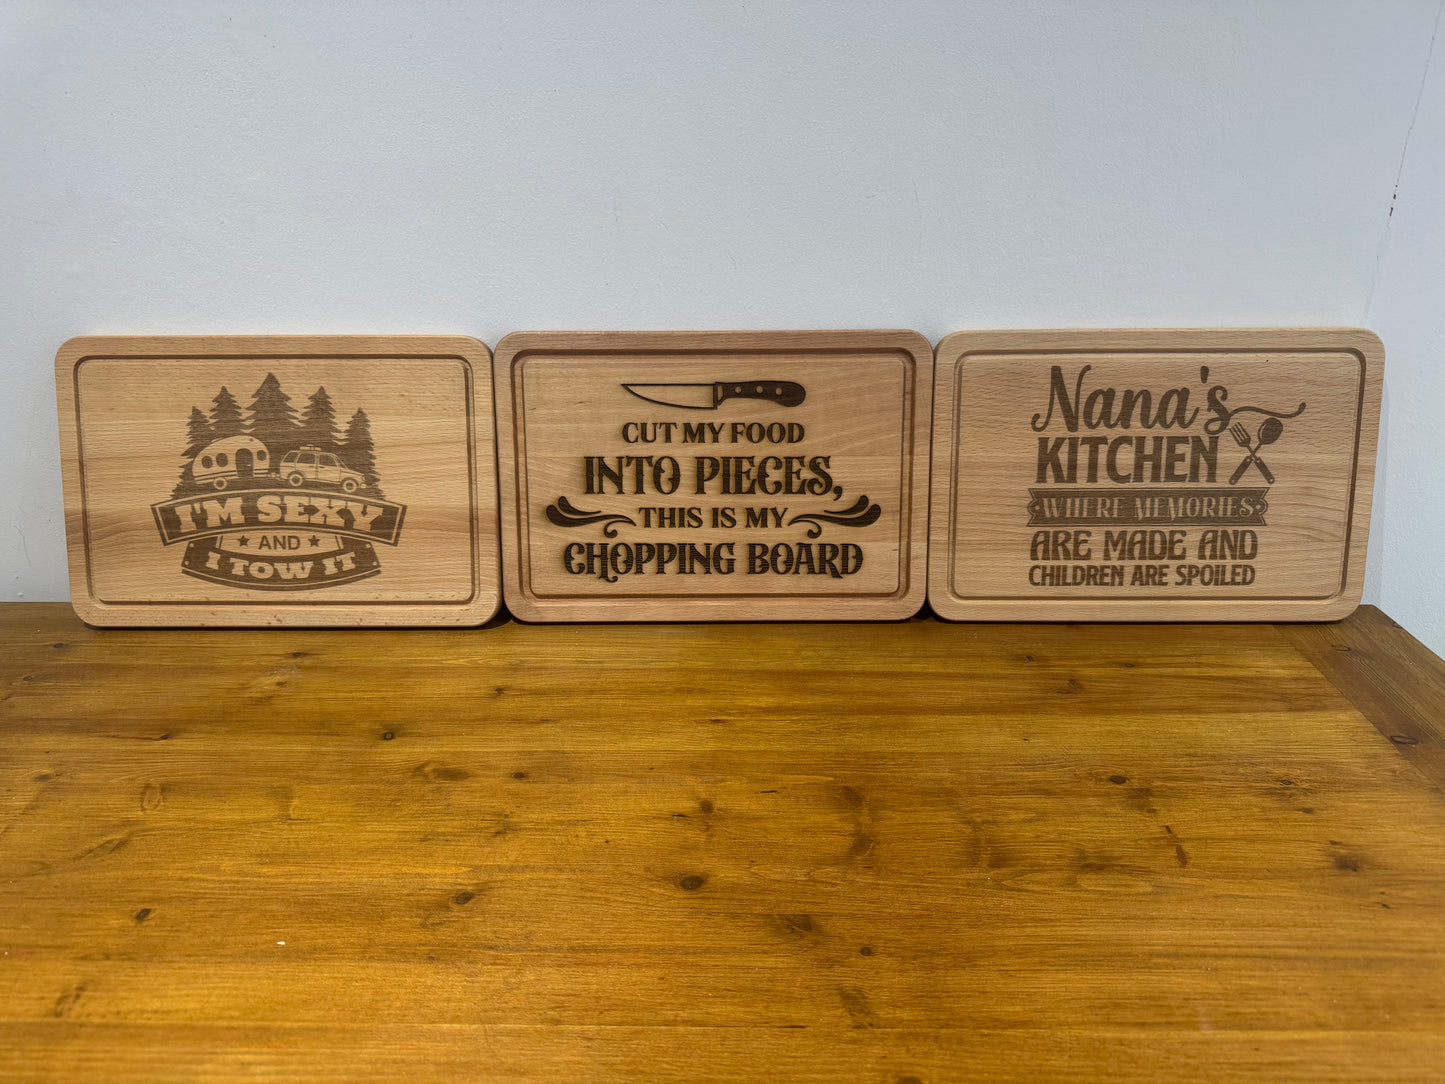 I'M SEXY
AND
I TOW IT
CUT MY FOOD
INTO PIECES,
THIS IS MY
CHOPPING BOARD
Nana's
KITCHEN
WHERE MEMORIES
ARE MADE AND
CHILDREN ARE SPOILED